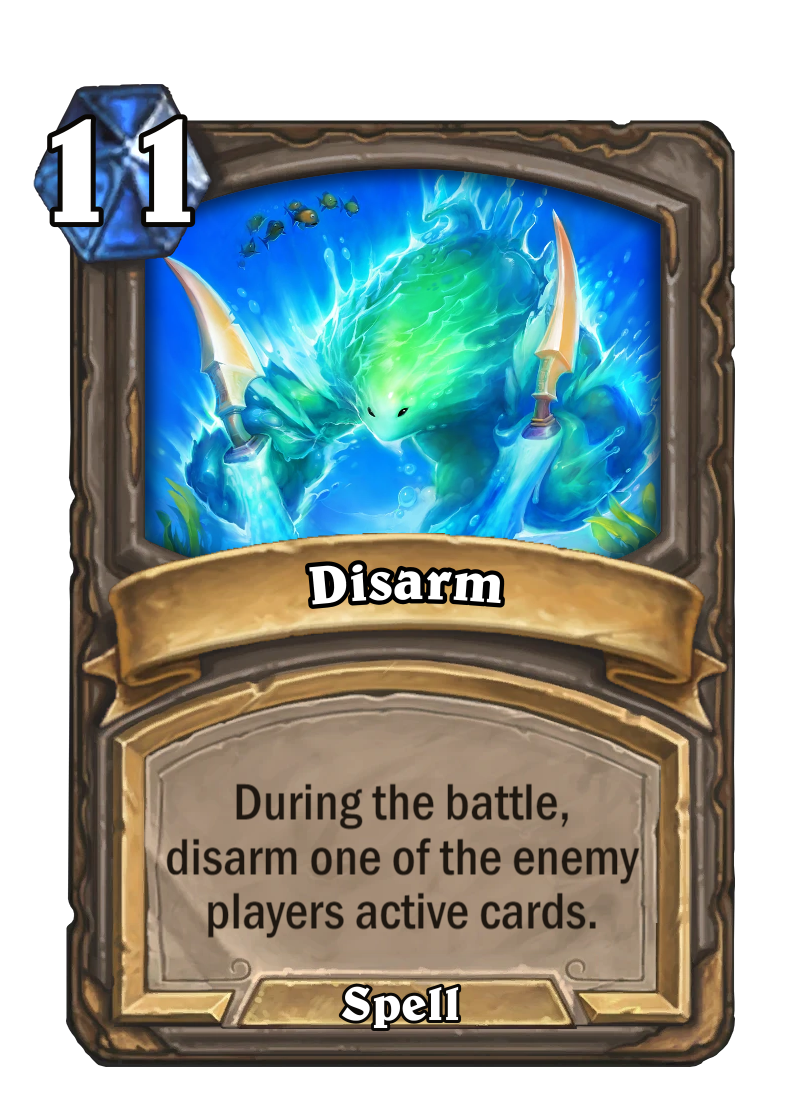 11
Disarm
During the battle,
disarm one of the enemy
players active cards.
Spell